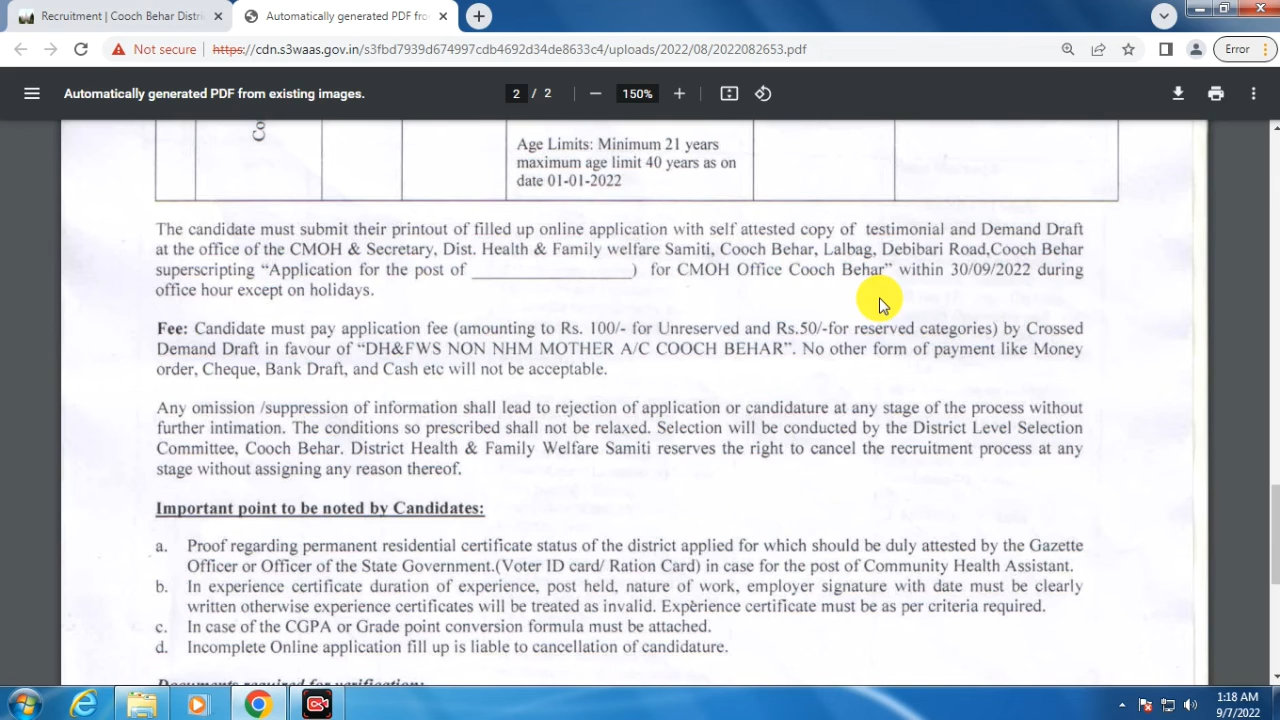 Recruitment | Cooch Behar Distri
Automatically generated PDF fro
Not secure
https://cdn.s3waas.gov.in/s3fbd7939d674997cdb4692d34de8633c4/uploads/2022/08/2022082653.pdf
Error
Automatically generated PDF from existing images.
2 / 2
150%
Co
Age Limits: Minimum 21 years
maximum age limit 40 years as on
date 01-01-2022
The candidate must submit their printout of filled up online application with self attested copy of testimonial and Demand Draft
at the office of the CMOH & Secretary, Dist. Health & Family welfare Samiti, Cooch Behar, Lalbag, Debibari Road,Cooch Behar
superscripting “Application for the post of ________________) for CMOH Office Cooch Behar” within 30/09/2022 during
office hour except on holidays.
Fee: Candidate must pay application fee (amounting to Rs. 100/- for Unreserved and Rs.50/-for reserved categories) by Crossed
Demand Draft in favour of “DH&FWS NON NHM MOTHER A/C COOCH BEHAR”. No other form of payment like Money
order, Cheque, Bank Draft, and Cash etc will not be acceptable.
Any omission /suppression of information shall lead to rejection of application or candidature at any stage of the process without
further intimation. The conditions so prescribed shall not be relaxed. Selection will be conducted by the District Level Selection
Committee, Cooch Behar. District Health & Family Welfare Samiti reserves the right to cancel the recruitment process at any
stage without assigning any reason thereof.
Important point to be noted by Candidates:
a. Proof regarding permanent residential certificate status of the district applied for which should be duly attested by the Gazette
Officer or Officer of the State Government.(Voter ID card/ Ration Card) in case for the post of Community Health Assistant.
b. In experience certificate duration of experience, post held, nature of work, employer signature with date must be clearly
written otherwise experience certificates will be treated as invalid. Experience certificate must be as per criteria required.
c. In case of the CGPA or Grade point conversion formula must be attached.
d. Incomplete Online application fill up is liable to cancellation of candidature.
Documents required for verification:
1:18 AM
9/7/2022